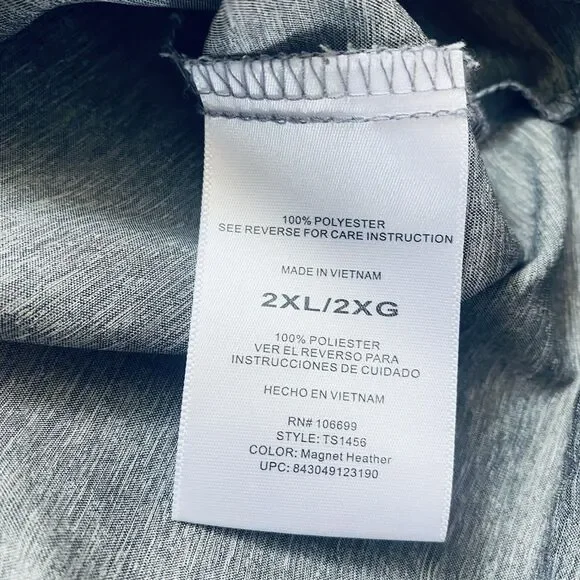 100% POLYESTER
SEE REVERSE FOR CARE INSTRUCTION
MADE IN VIETNAM
2XL/2XG
100% POLIESTER
VER EL REVERSO PARA
INSTRUCCIONES DE CUIDADO
HECHO EN VIETNAM
RN# 106699
STYLE: TS1456
COLOR: Magnet Heather
UPC: 843049123190